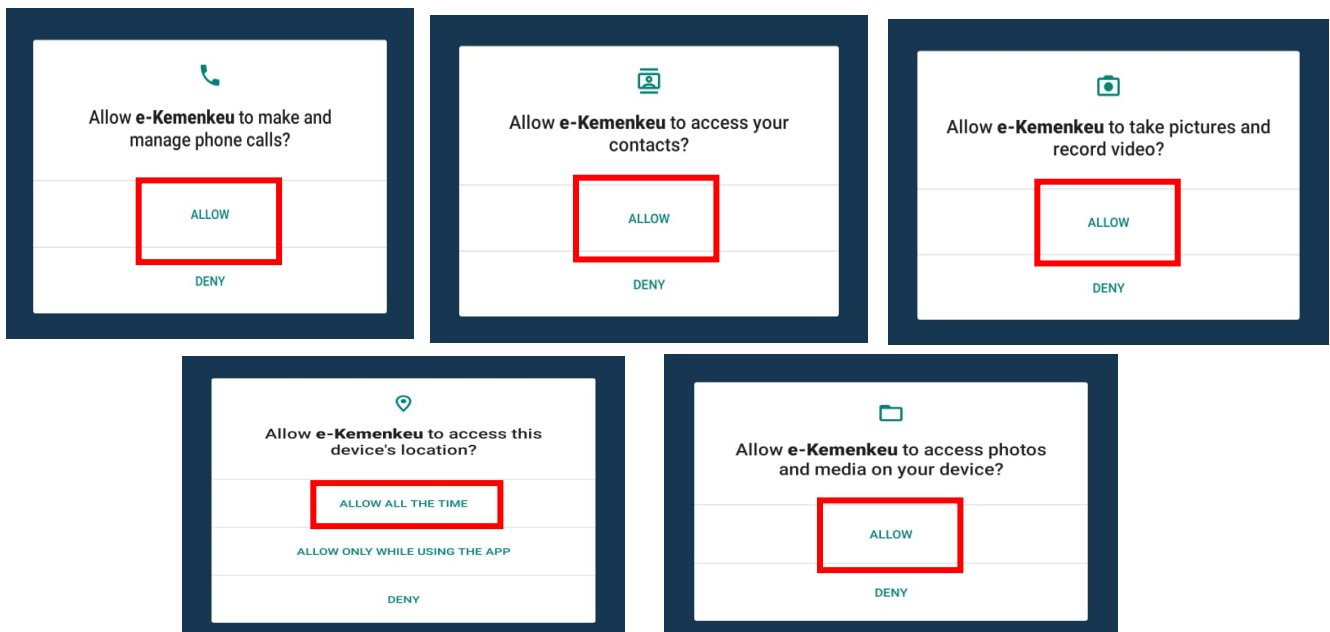 Allow e-Kemenkeu to make and
manage phone calls?
ALLOW
DENY
Allow e-Kemenkeu to access your
contacts?
ALLOW
DENY
Allow e-Kemenkeu to take pictures and
record video?
ALLOW
DENY
Allow e-Kemenkeu to access this
device's location?
ALLOW ALL THE TIME
ALLOW ONLY WHILE USING THE APP
DENY
Allow e-Kemenkeu to access photos
and media on your device?
ALLOW
DENY